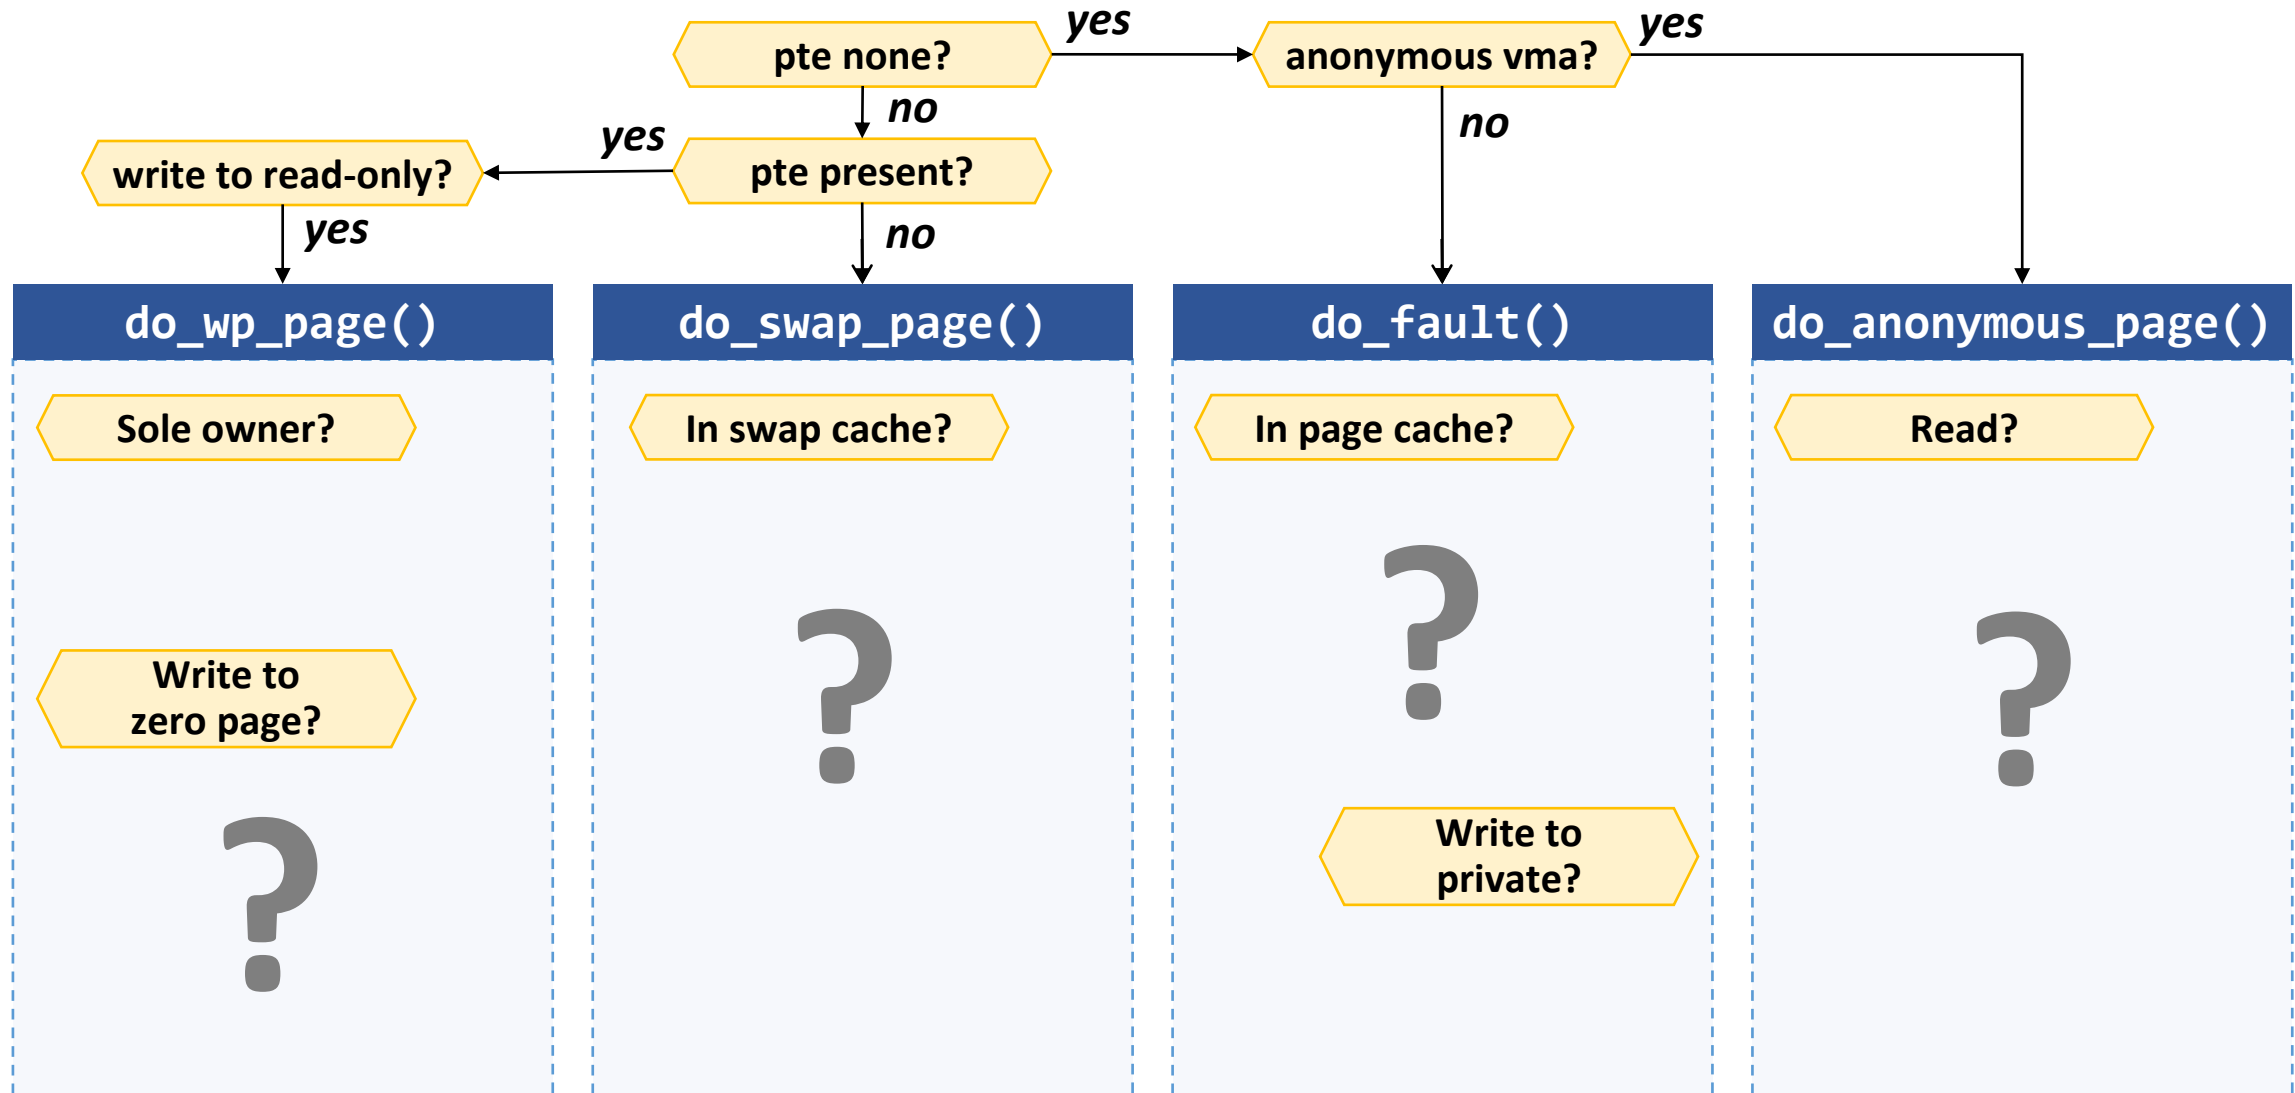 pte none?
yes
anonymous vma?
yes
no
no
yes
write to read-only?
pte present?
yes
no
do_wp_page()
do_swap_page()
do_fault()
do_anonymous_page()
Sole owner?
In swap cache?
In page cache?
Read?
?
?
?
Write to
zero page?
?
Write to
private?